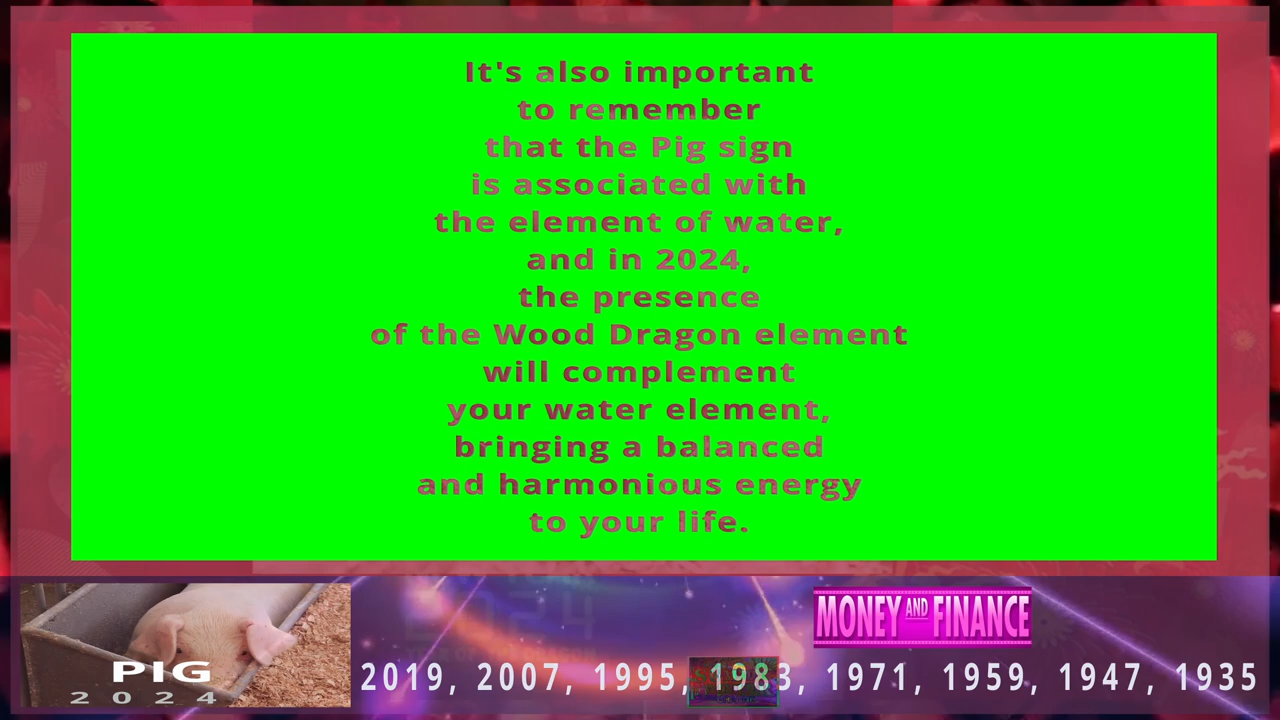 It's also important
to remember
that the Pig sign
is associated with
the element of water,
and in 2024,
the presence
of the Wood Dragon element
will complement
your water element,
bringing a balanced
and harmonious energy
to your life.
MONEY AND FINANCE
PIG
2024
2019, 2007, 1995, 1983, 1971, 1959, 1947, 1935